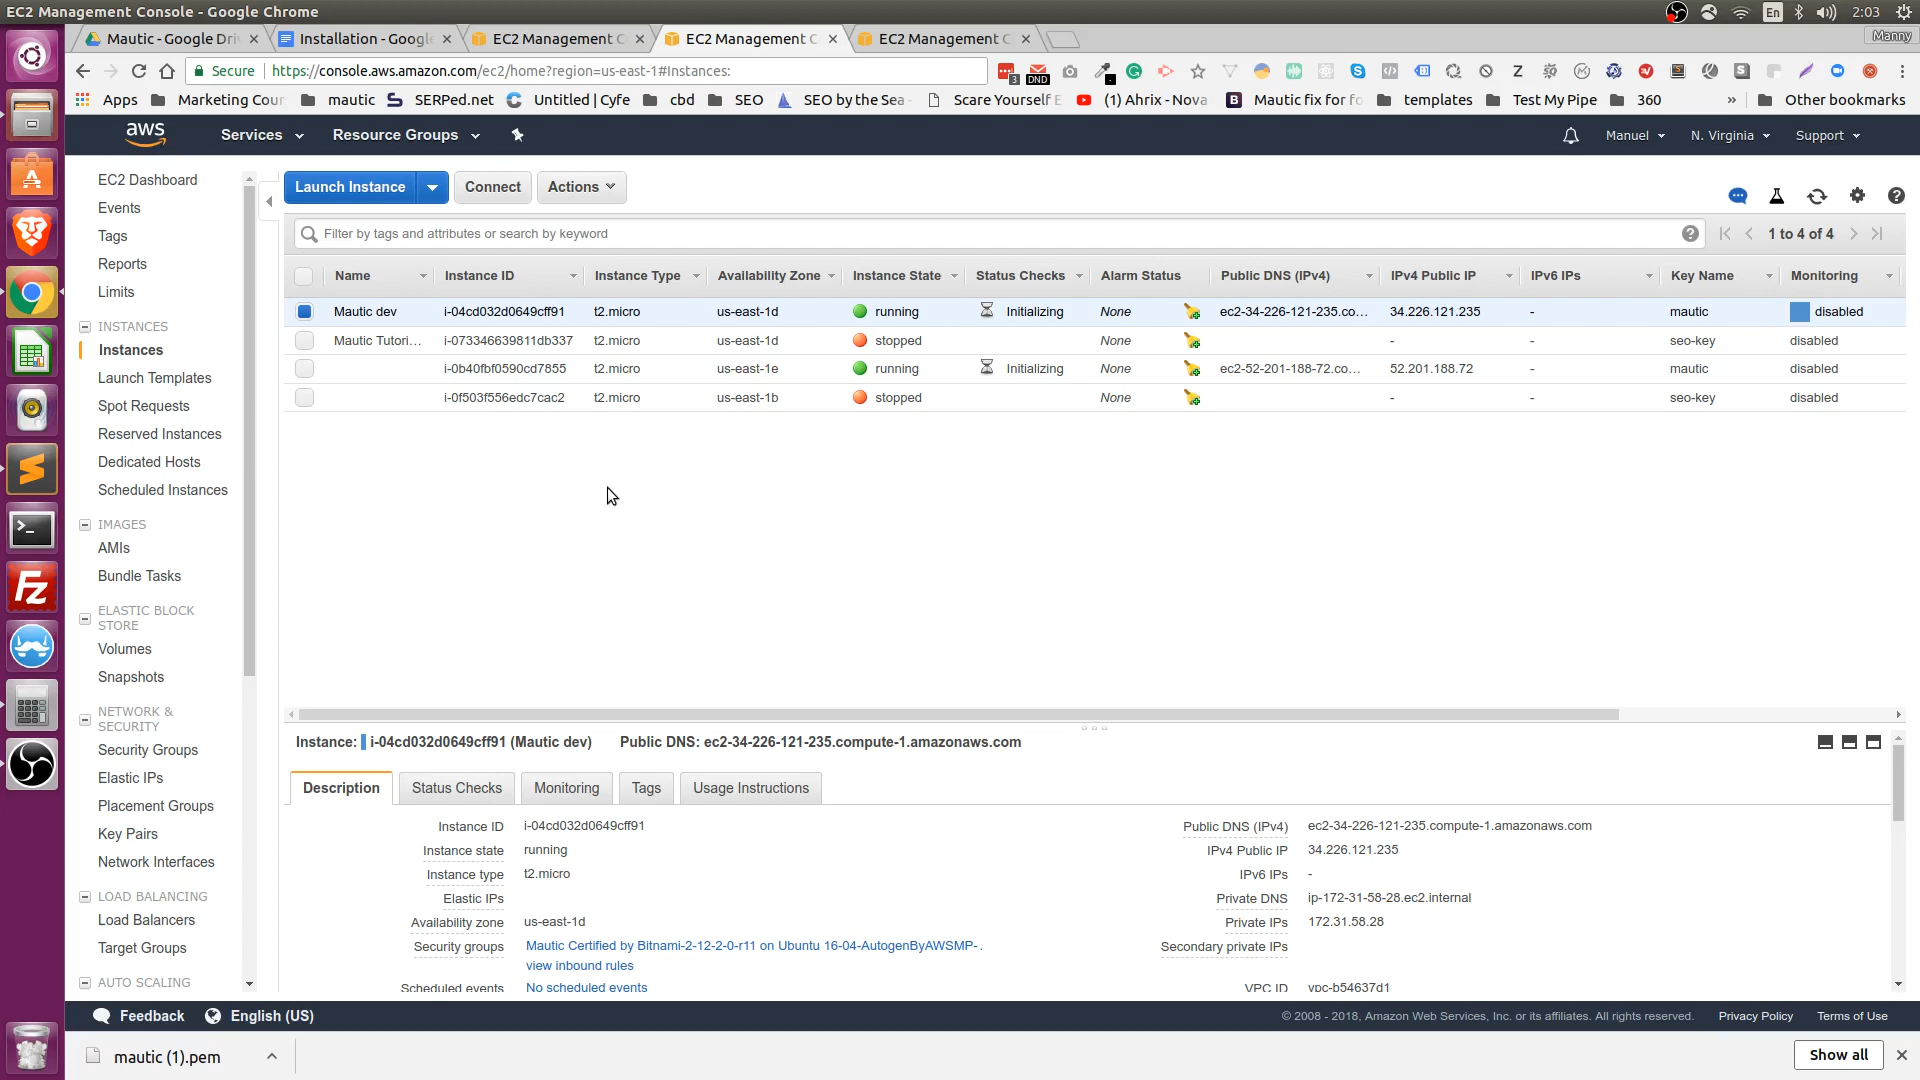 EC2 Management Console - Google Chrome
En
2:03
Manny
Mautic - Google Dri
Installation - Google
EC2 Management C
EC2 Management C
EC2 Management C
Secure
https://console.aws.amazon.com/ec2/home?region=us-east-1#Instances:
3
DND
Apps
Marketing Cour
mautic
SERPed.net
Untitled | Cyfe
cbd
SEO
SEO by the Sea
Scare Yourself E
(1) Ahrix - Nova
Mautic fix for fo
templates
Test My Pipe
360
»
Other bookmarks
aws
Services
Resource Groups
Manuel
N. Virginia
Support
EC2 Dashboard
Events
Tags
Reports
Limits
INSTANCES
Instances
Launch Templates
Spot Requests
Reserved Instances
Dedicated Hosts
Scheduled Instances
IMAGES
AMIs
Bundle Tasks
ELASTIC BLOCK
STORE
Volumes
Snapshots
NETWORK &
SECURITY
Security Groups
Elastic IPs
Placement Groups
Key Pairs
Network Interfaces
LOAD BALANCING
Load Balancers
Target Groups
AUTO SCALING
Launch Instance
Connect
Actions
Filter by tags and attributes or search by keyword
1 to 4 of 4
Name Instance ID Instance Type Availability Zone Instance State Status Checks Alarm Status Public DNS (IPv4) IPv4 Public IP IPv6 IPs Key Name Monitoring
Mautic dev i-04cd032d0649cff91 t2.micro us-east-1d running Initializing None ec2-34-226-121-235.co... 34.226.121.235 - mautic disabled
Mautic Tutori... i-073346639811db337 t2.micro us-east-1d stopped None - - seo-key disabled
i-0b40fbf0590cd7855 t2.micro us-east-1e running Initializing None ec2-52-201-188-72.co... 52.201.188.72 - mautic disabled
i-0f503f556edc7cac2 t2.micro us-east-1b stopped None - - seo-key disabled
Instance: i-04cd032d0649cff91 (Mautic dev) Public DNS: ec2-34-226-121-235.compute-1.amazonaws.com
Description
Status Checks
Monitoring
Tags
Usage Instructions
Instance ID i-04cd032d0649cff91
Instance state running
Instance type t2.micro
Elastic IPs
Availability zone us-east-1d
Security groups Mautic Certified by Bitnami-2-12-2-0-r11 on Ubuntu 16-04-AutogenByAWSMP-.
view inbound rules
Scheduled events No scheduled events
Public DNS (IPv4) ec2-34-226-121-235.compute-1.amazonaws.com
IPv4 Public IP 34.226.121.235
IPv6 IPs -
Private DNS ip-172-31-58-28.ec2.internal
Private IPs 172.31.58.28
Secondary private IPs
VPC ID vpc-b54637d1
Feedback
English (US)
© 2008 - 2018, Amazon Web Services, Inc. or its affiliates. All rights reserved.
Privacy Policy
Terms of Use
mautic (1).pem
Show all